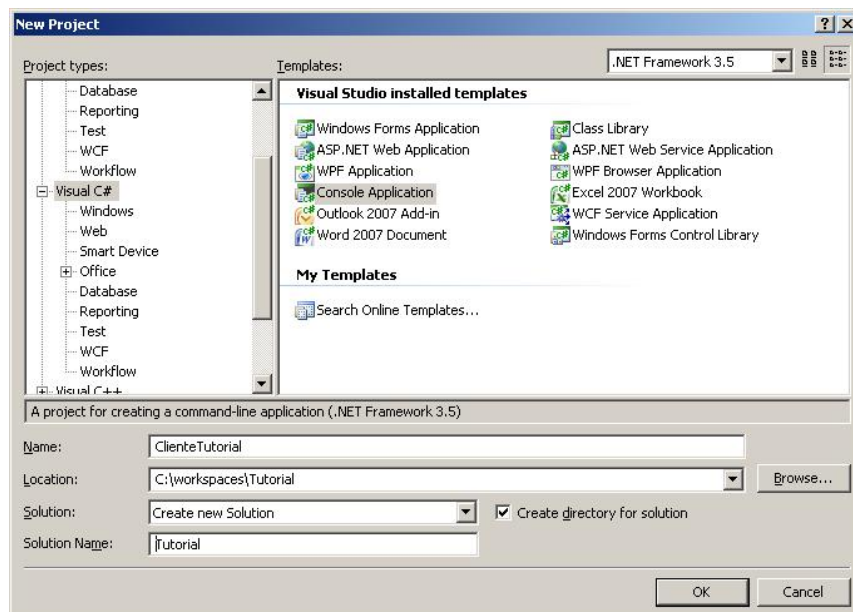 New Project
Project types:
Templates:
.NET Framework 3.5
Database
Reporting
Test
WCF
Workflow
Visual C#
Windows
Web
Smart Device
Office
Database
Reporting
Test
WCF
Workflow
Visual C++
Visual Studio installed templates
Windows Forms Application
ASP.NET Web Application
WPF Application
Console Application
Outlook 2007 Add-in
Word 2007 Document
Class Library
ASP.NET Web Service Application
WPF Browser Application
Excel 2007 Workbook
WCF Service Application
Windows Forms Control Library
My Templates
Search Online Templates...
A project for creating a command-line application (.NET Framework 3.5)
Name: ClienteTutorial
Location: C:\workspaces\Tutorial Browse...
Solution: Create new Solution Create directory for solution
Solution Name: Tutorial
OK Cancel